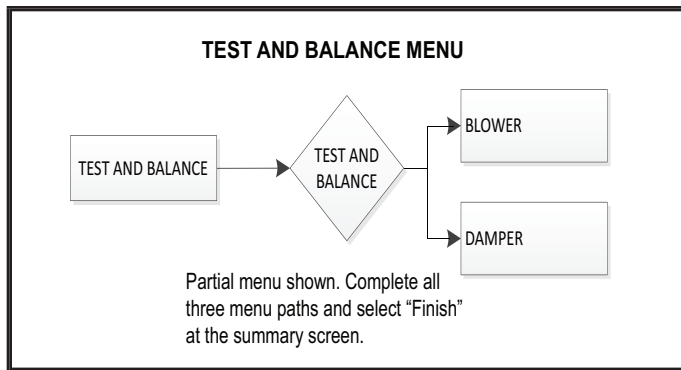 TEST AND BALANCE MENU
TEST AND BALANCE
TEST AND
BALANCE
BLOWER
DAMPER
Partial menu shown. Complete all
three menu paths and select “Finish”
at the summary screen.